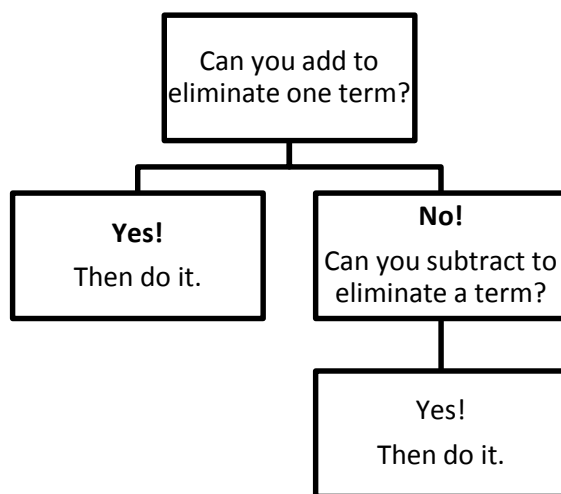 Can you add to
eliminate one term?
Yes!
Then do it.
No!
Can you subtract to
eliminate a term?
Yes!
Then do it.